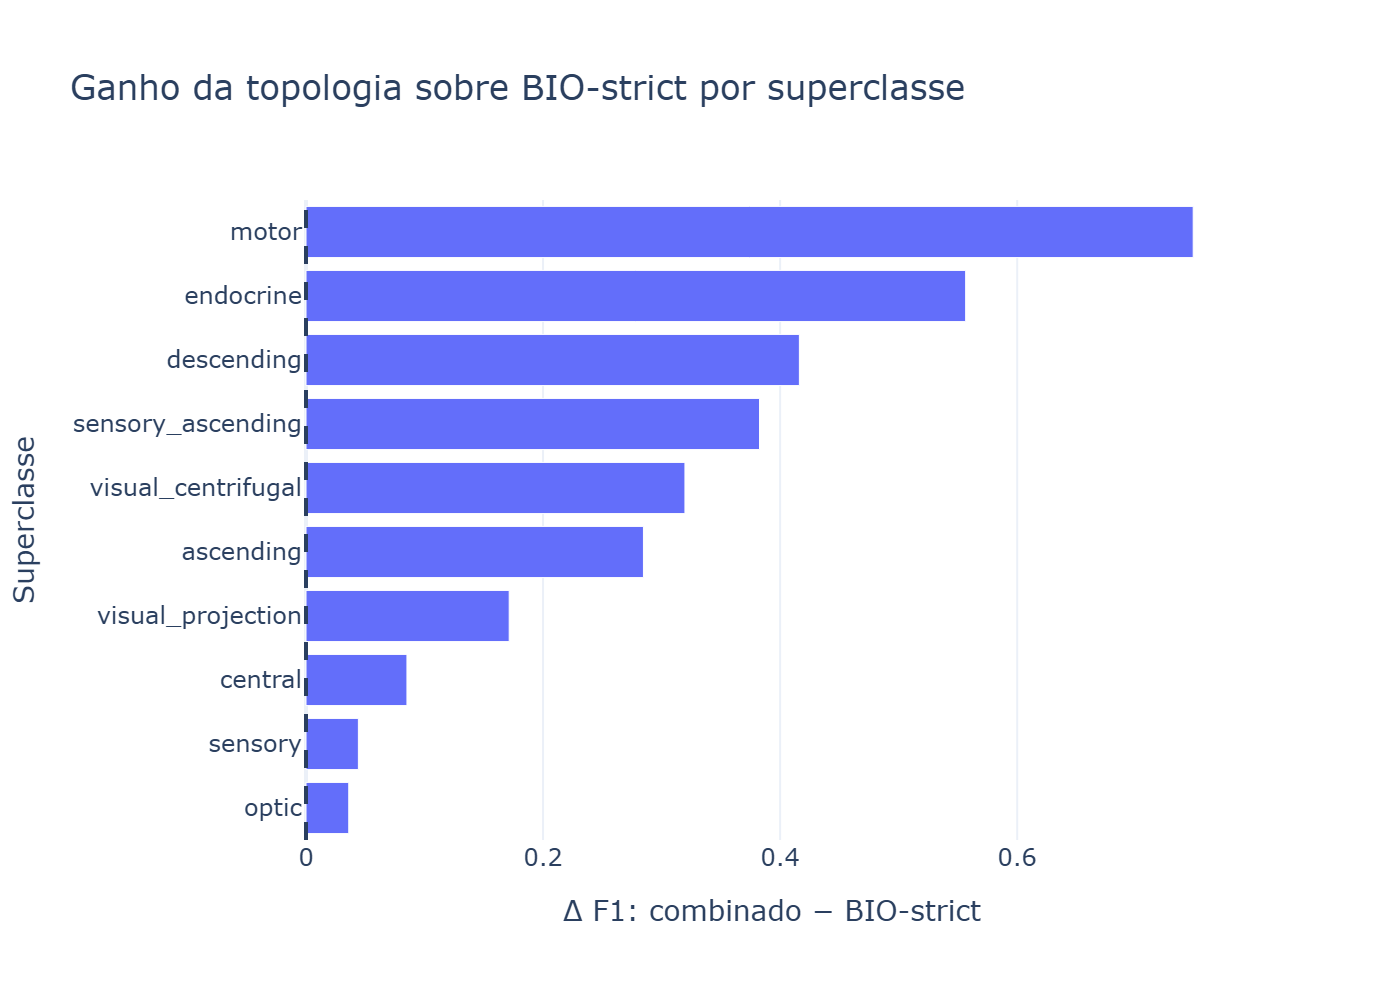 Ganho da topologia sobre BIO-strict por superclasse
Superclasse
motor
endocrine
descending
sensory_ascending
visual_centrifugal
ascending
visual_projection
central
sensory
optic
0 0.2 0.4 0.6
Δ F1: combinado − BIO-strict